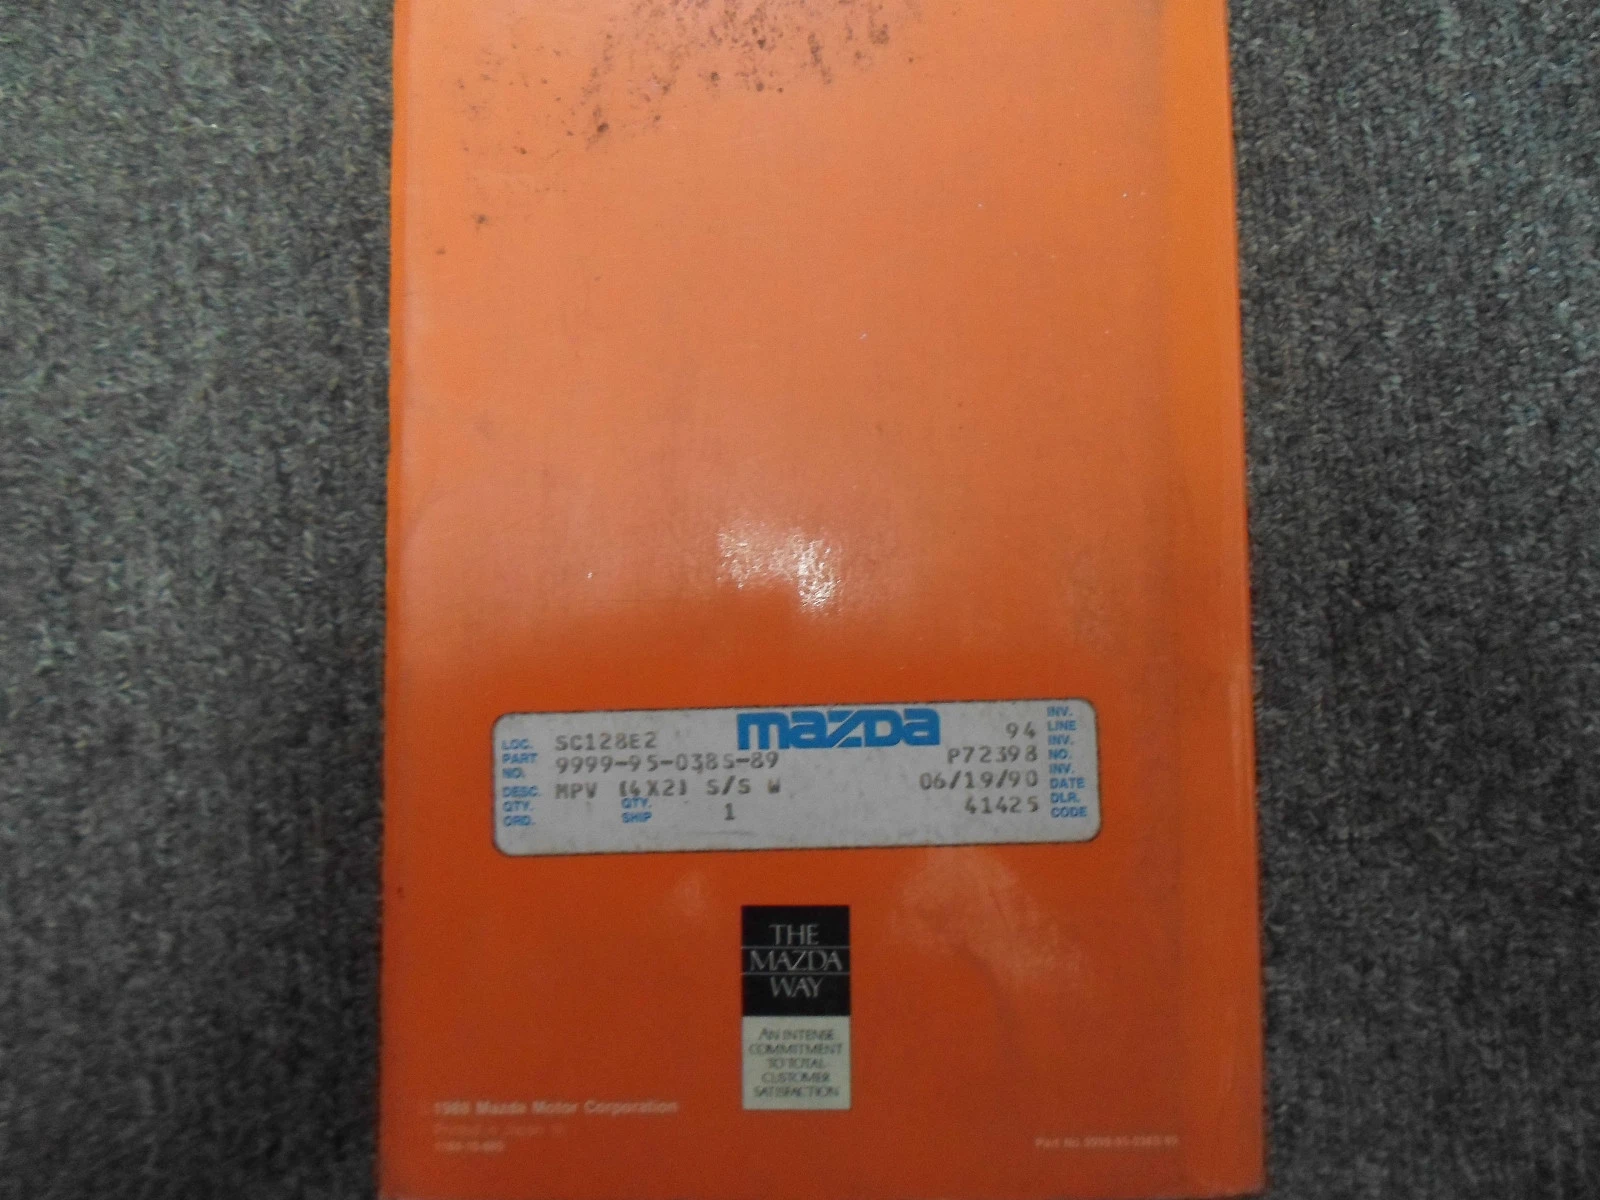 mazda
LOC. SC128E2 94 INV. LINE
PART NO. 9999-95-038S-89 P72398 INV. NO.
DESC. MPV (4X2) S/S W 06/19/90 INV. DATE
QTY. ORD. QTY. SHIP 1 41425 DLR. CODE
THE
MAZDA
WAY
AN INTENSE
COMMITMENT
TO TOTAL
CUSTOMER
SATISFACTION
Mazda Motor Corporation
Part No.